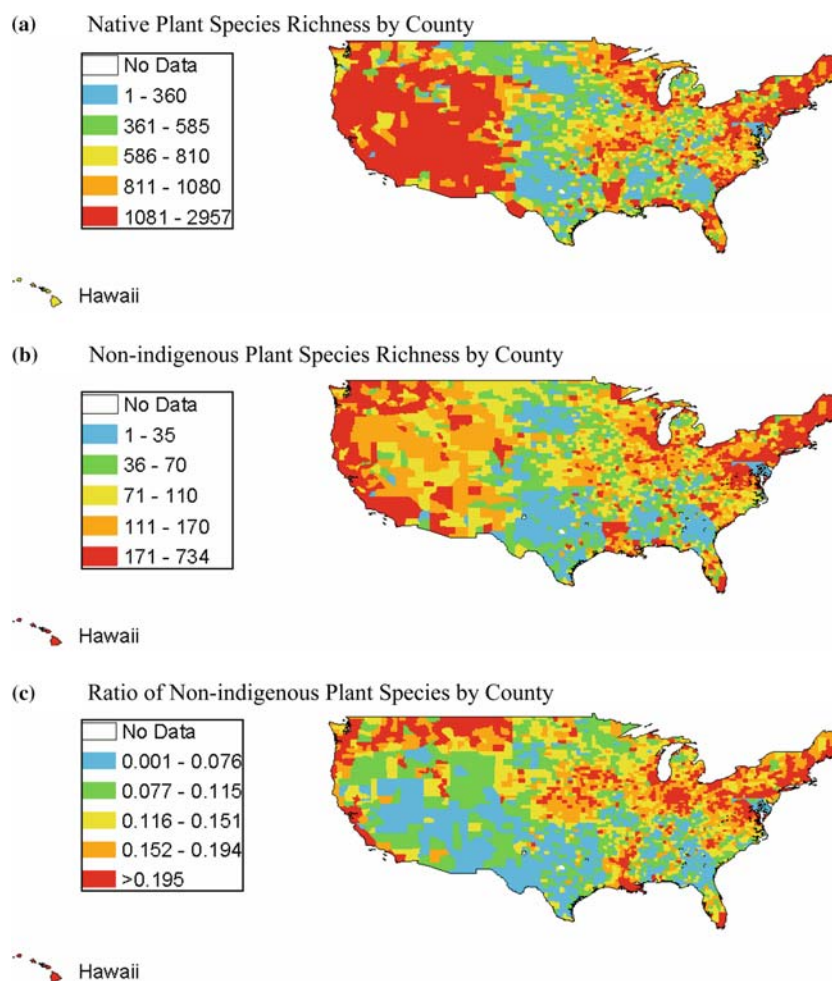 (a) Native Plant Species Richness by County
No Data
1 - 360
361 - 585
586 - 810
811 - 1080
1081 - 2957
Hawaii
(b) Non-indigenous Plant Species Richness by County
No Data
1 - 35
36 - 70
71 - 110
111 - 170
171 - 734
Hawaii
(c) Ratio of Non-indigenous Plant Species by County
No Data
0.001 - 0.076
0.077 - 0.115
0.116 - 0.151
0.152 - 0.194
>0.195
Hawaii